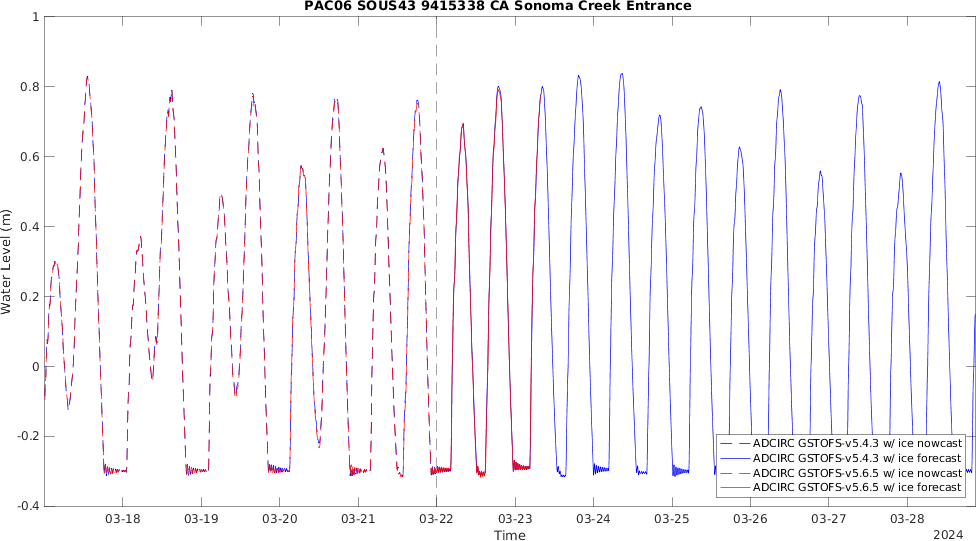 PAC06 SOUS43 9415338 CA Sonoma Creek Entrance
1
0.8
0.6
0.4
0.2
0
-0.2
-0.4
Water Level (m)
ADCIRC GSTOFS-v5.4.3 w/ ice nowcast
ADCIRC GSTOFS-v5.4.3 w/ ice forecast
ADCIRC GSTOFS-v5.6.5 w/ ice nowcast
ADCIRC GSTOFS-v5.6.5 w/ ice forecast
03-18 03-19 03-20 03-21 03-22 03-23 03-24 03-25 03-26 03-27 03-28
Time
2024